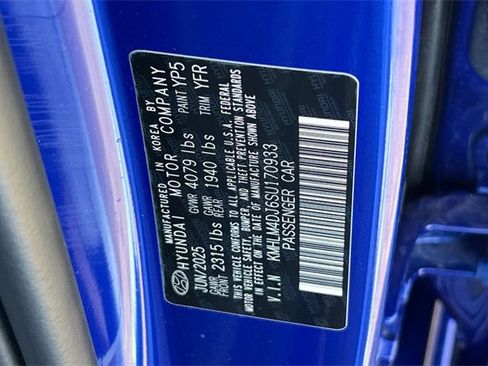 MANUFACTURED IN KOREA BY
HYUNDAI MOTOR COMPANY
JUN/2025 GVWR 4079 lbs PAINT YP5
GAWR FRONT 2315 lbs GAWR REAR 1940 lbs TRIM YFR
THIS VEHICLE CONFORMS TO ALL APPLICABLE U.S.A. FEDERAL
MOTOR VEHICLE SAFETY, BUMPER, AND THEFT PREVENTION STANDARDS
IN EFFECT ON THE DATE OF MANUFACTURE SHOWN ABOVE.
V.I.N KMHLM4DJ6SU170933
PASSENGER CAR